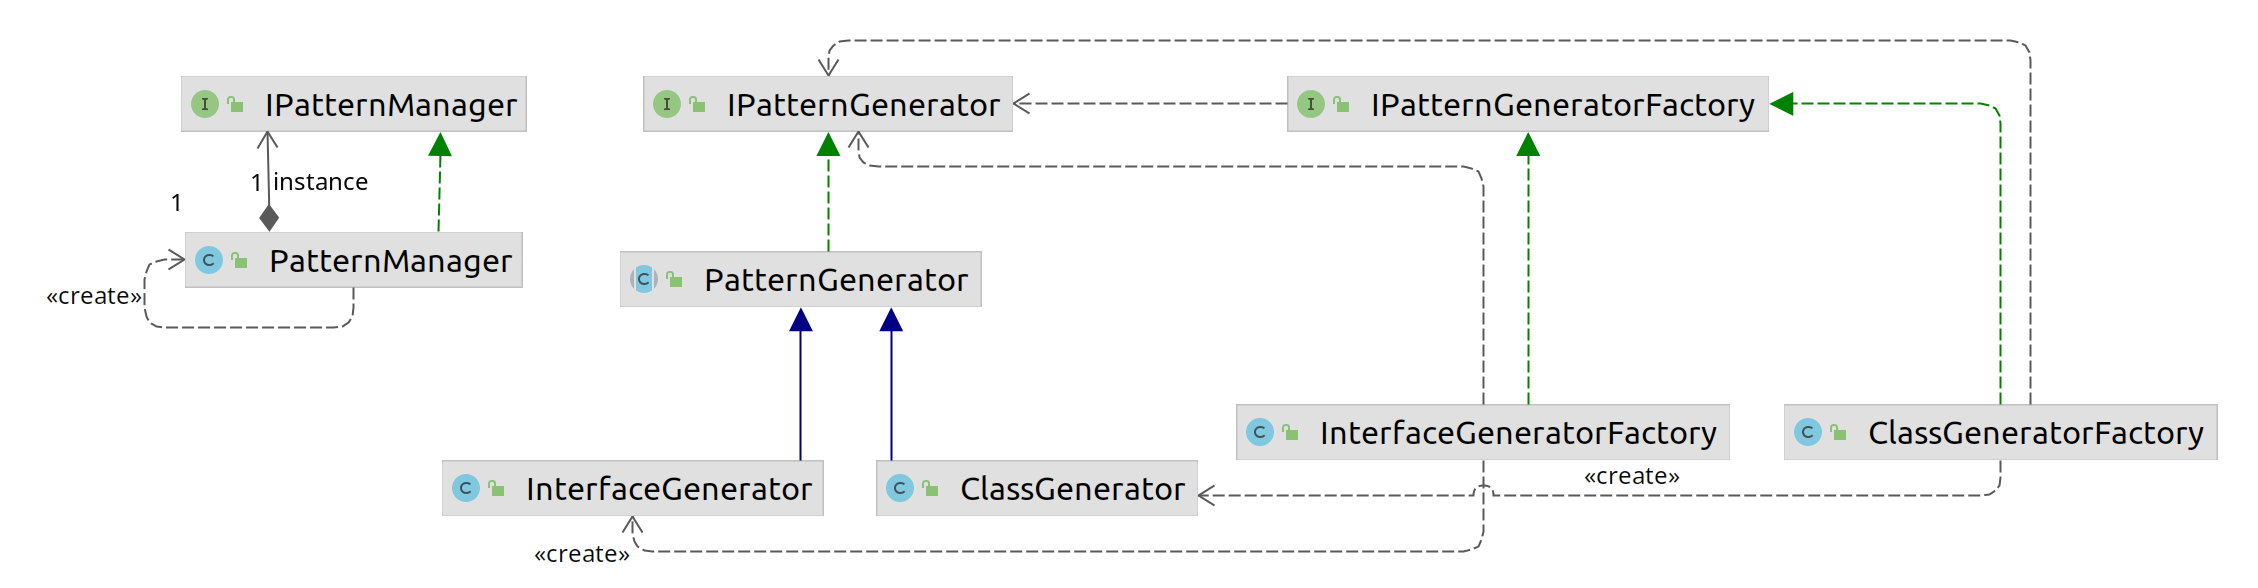 I IPatternManager
I IPatternGenerator
I IPatternGeneratorFactory
1 instance
1
C PatternManager
«create»
C PatternGenerator
C InterfaceGeneratorFactory
C ClassGeneratorFactory
«create»
C InterfaceGenerator
C ClassGenerator
«create»